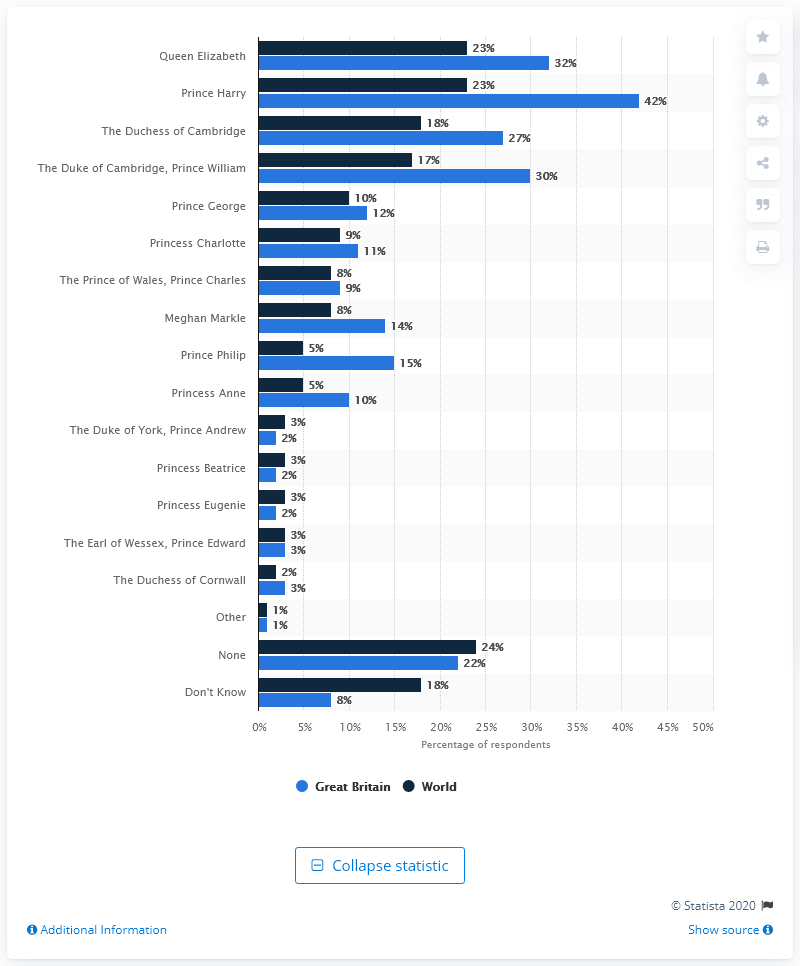 Queen Elizabeth 23%
32%
Prince Harry 23%
42%
The Duchess of Cambridge 18%
27%
The Duke of Cambridge, Prince William 17%
30%
Prince George 10%
12%
Princess Charlotte 9%
11%
The Prince of Wales, Prince Charles 8%
9%
Meghan Markle 8%
14%
Prince Philip 5%
15%
Princess Anne 5%
10%
The Duke of York, Prince Andrew 3%
2%
Princess Beatrice 3%
2%
Princess Eugenie 3%
2%
The Earl of Wessex, Prince Edward 3%
3%
The Duchess of Cornwall 2%
3%
Other 1%
1%
None 24%
22%
Don't Know 18%
8%
0% 5% 10% 15% 20% 25% 30% 35% 40% 45% 50%
Percentage of respondents
Great Britain World
Collapse statistic
© Statista 2020
Additional Information Show source